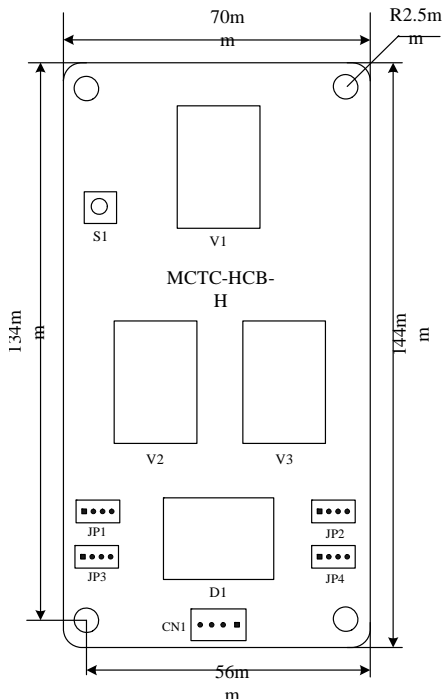 70m
m
R2.5m
m
S1
V1
MCTC-HCB-
H
134m
m
144m
m
V2
V3
JP1
JP2
JP3
JP4
D1
CN1
56m
m